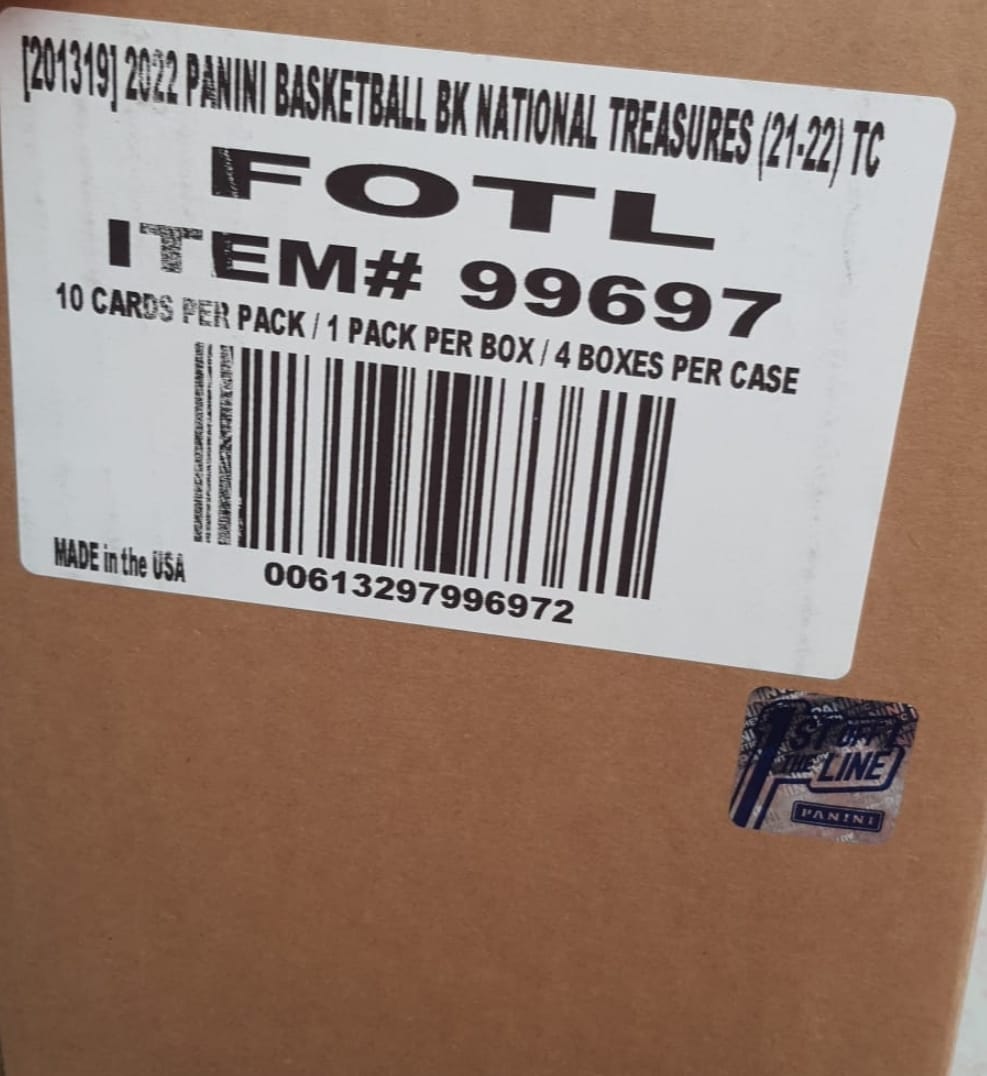 [201319] 2022 PANINI BASKETBALL BK NATIONAL TREASURES (21-22) TC
FOTL
ITEM# 99697
10 CARDS PER PACK / 1 PACK PER BOX / 4 BOXES PER CASE
MADE in the USA
00613297996972
1ST OFF
THE LINE
PANINI